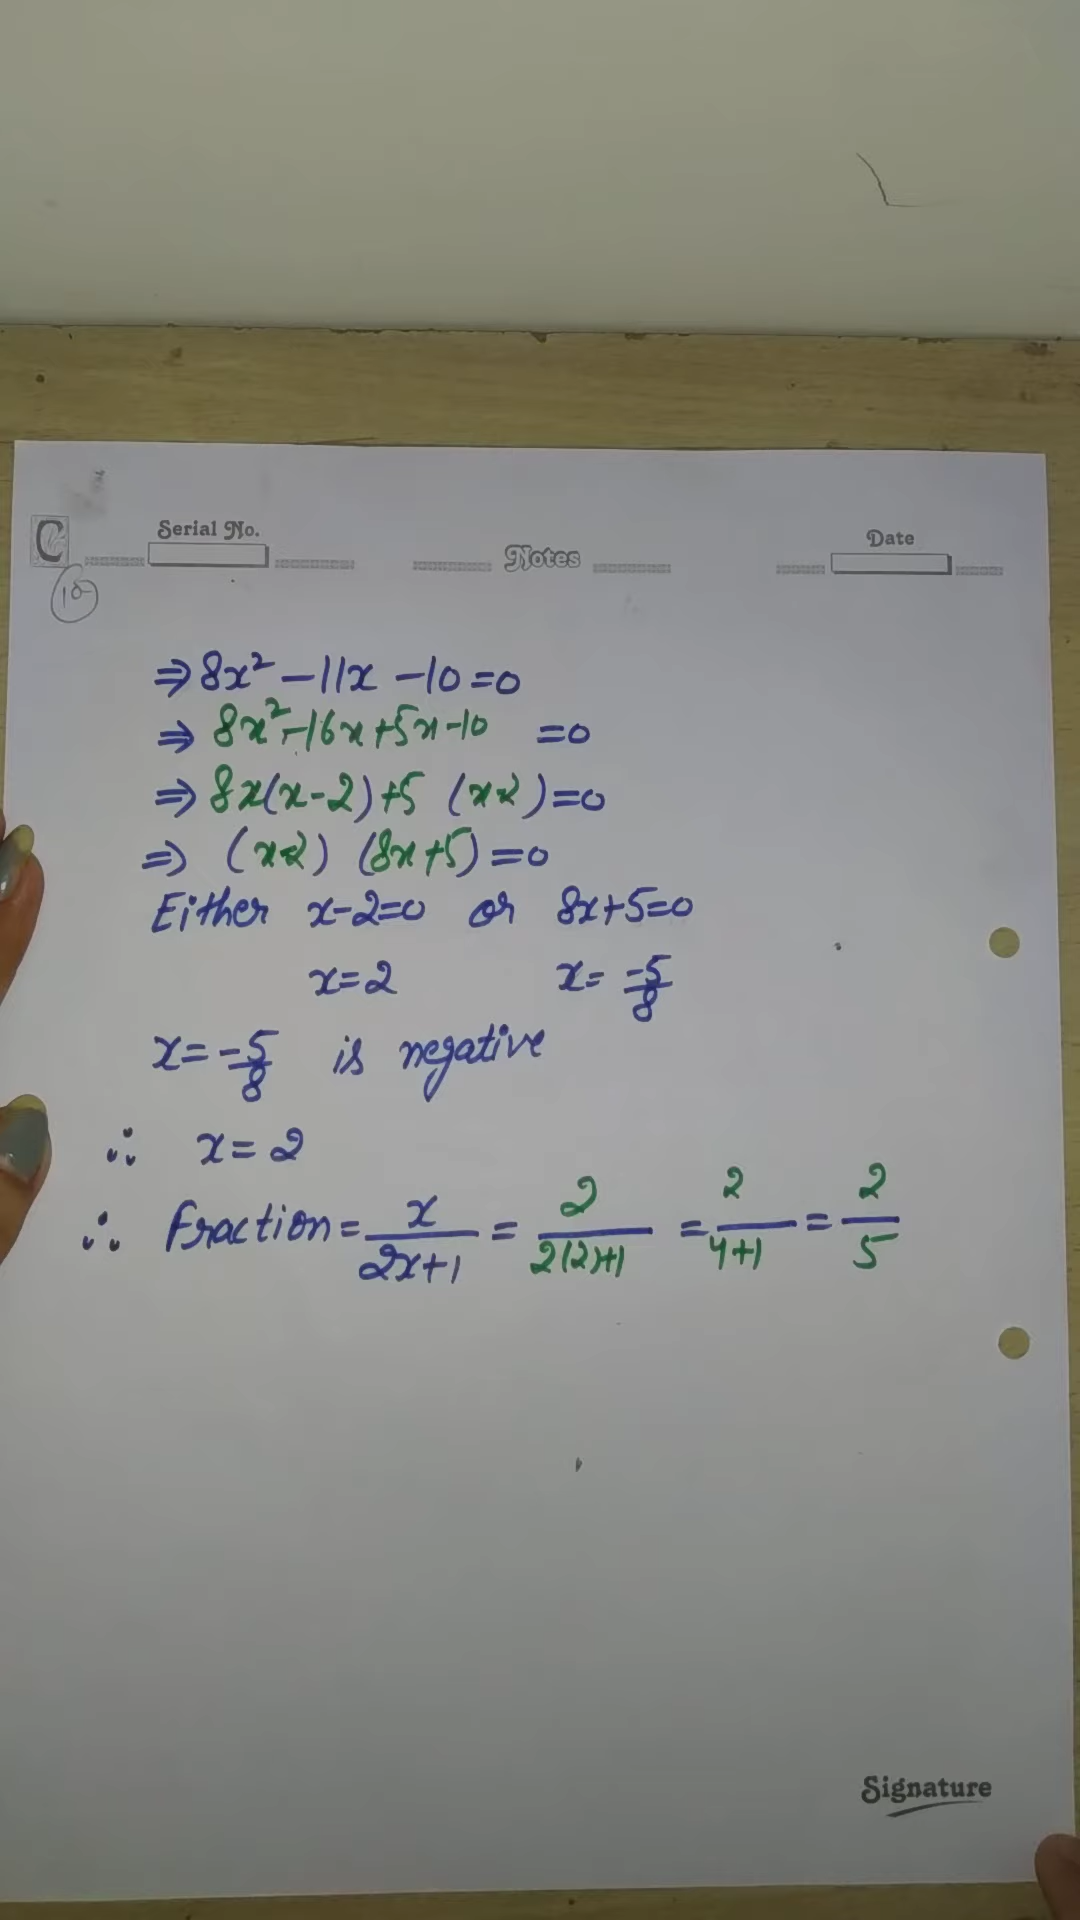 C
Serial No.
Notes
Date
⇒ 8x² - 11x - 10 = 0
⇒ 8x² - 16x + 5x - 10 = 0
⇒ 8x(x-2) + 5 (x-2) = 0
⇒ (x-2) (8x+5) = 0
Either x-2=0 or 8x+5=0
x=2 x= -5/8
x= -5/8 is negative
∴ x= 2
∴ Fraction = x/(2x+1) = 2/(2(2)+1) = 2/(4+1) = 2/5
Signature